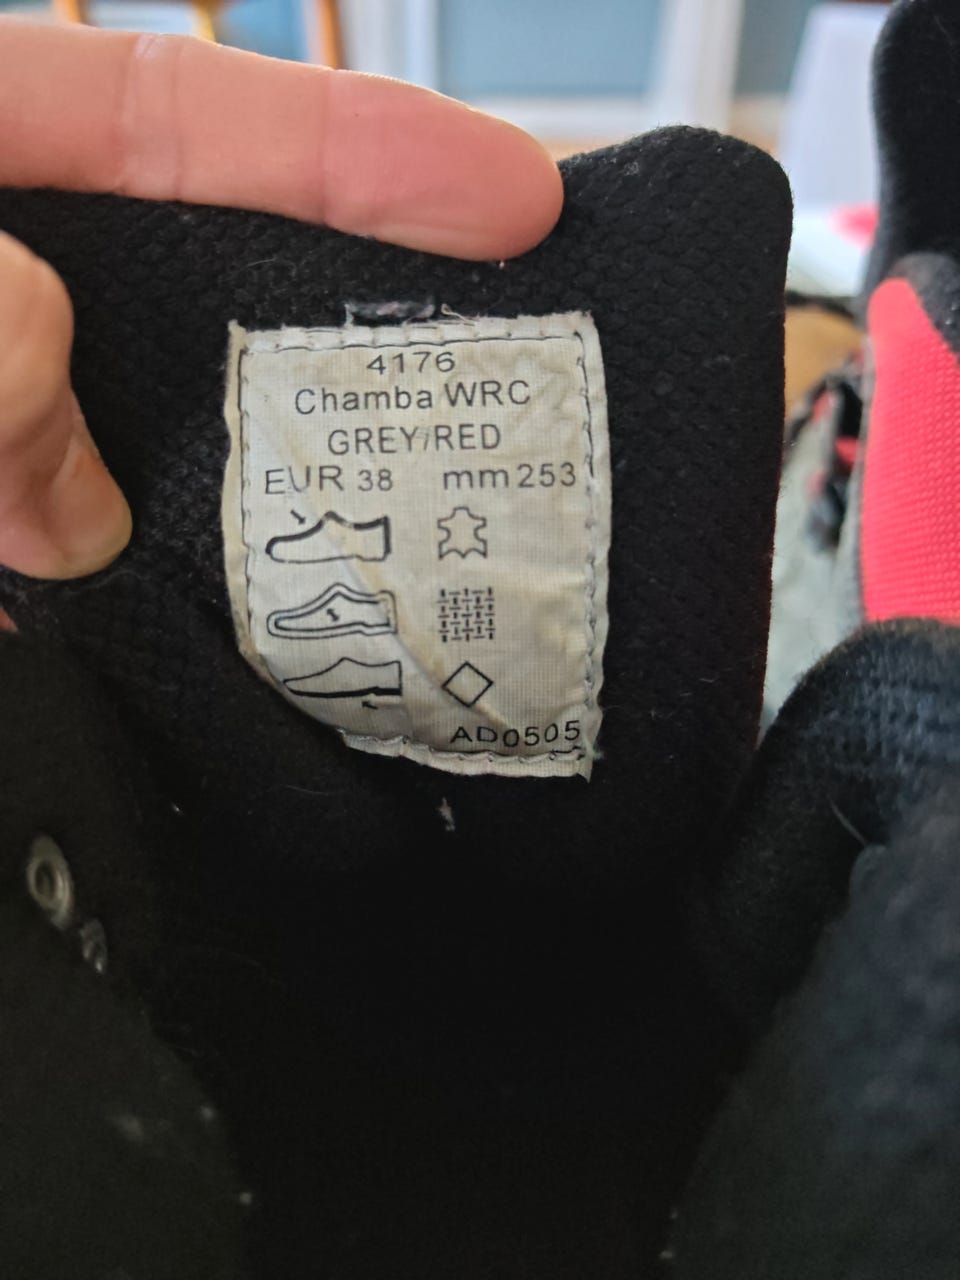 4176
Chamba WRC
GREY/RED
EUR 38 mm 253
AD0505